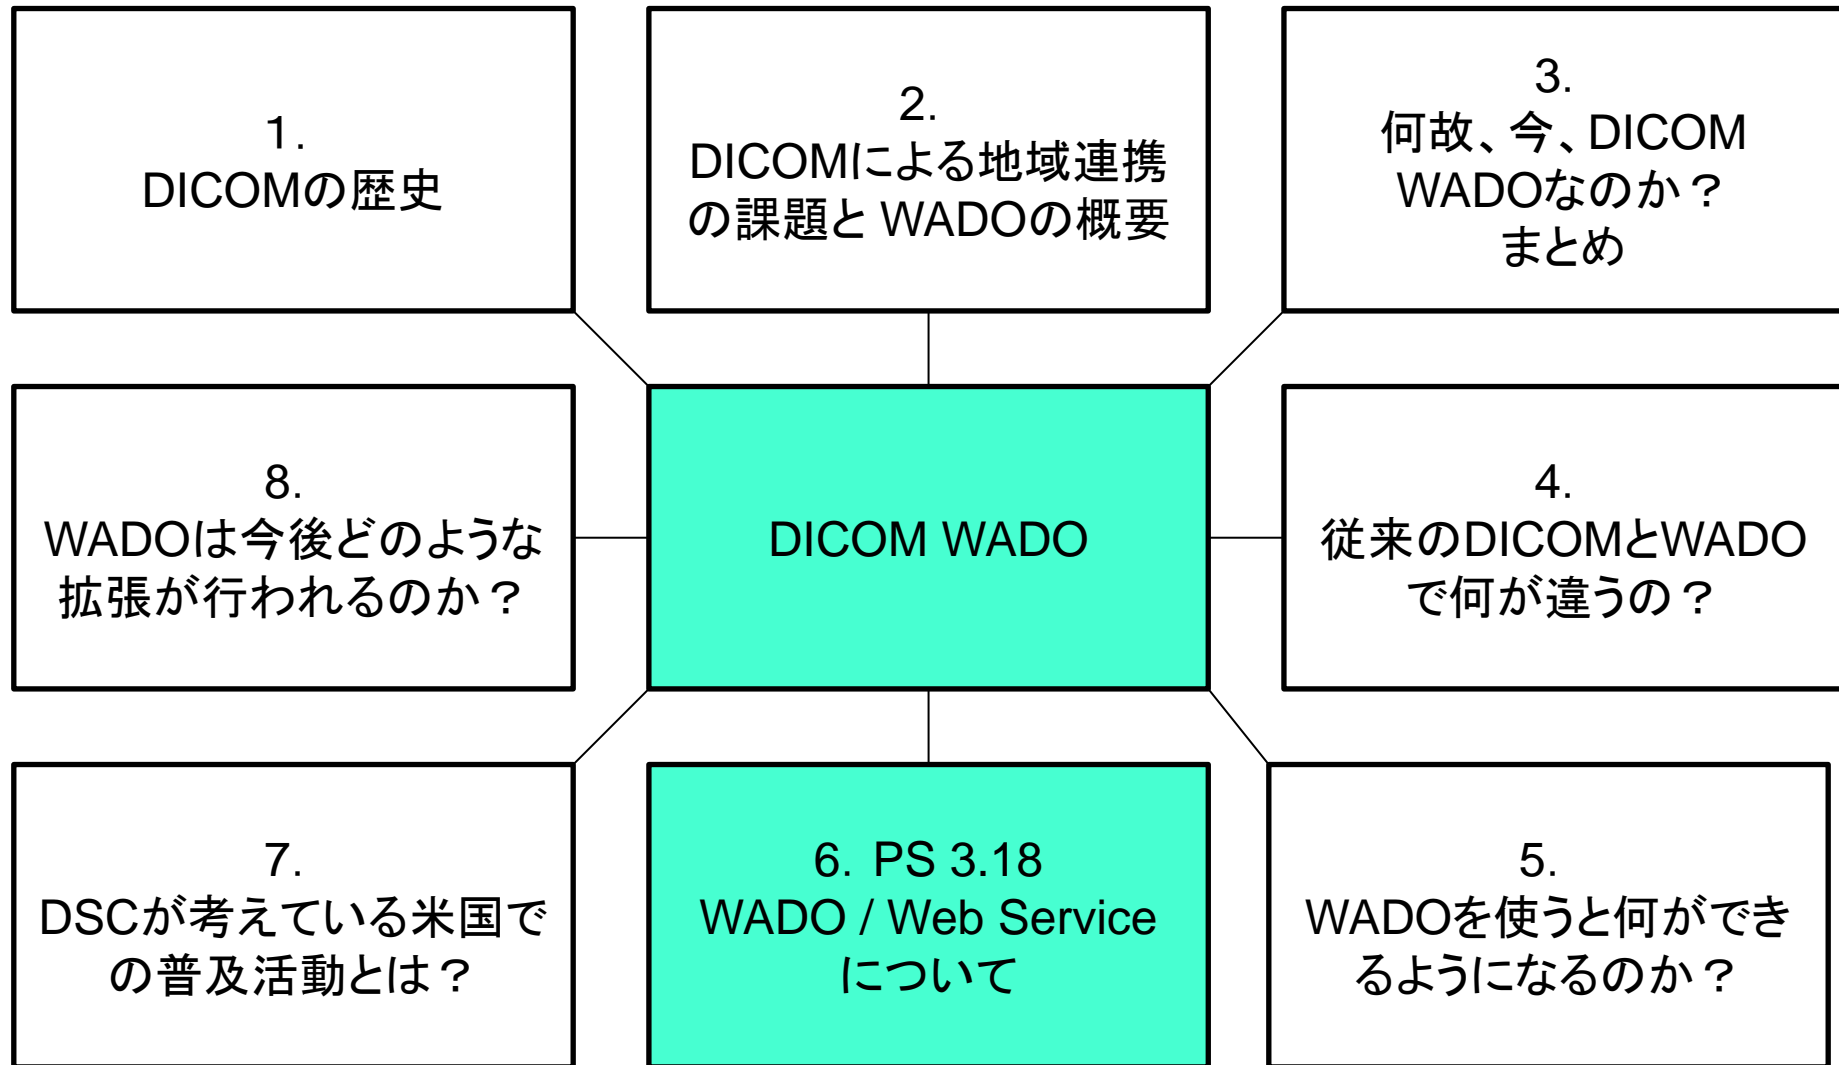 1.
DICOMの歴史
2.
DICOMによる地域連携
の課題と WADOの概要
3.
何故、今、DICOM
WADOなのか？
まとめ
8.
WADOは今後どのような
拡張が行われるのか？
DICOM WADO
4.
従来のDICOMとWADO
で何が違うの？
7.
DSCが考えている米国で
の普及活動とは？
6. PS 3.18
WADO / Web Service
について
5.
WADOを使うと何ができ
るようになるのか？